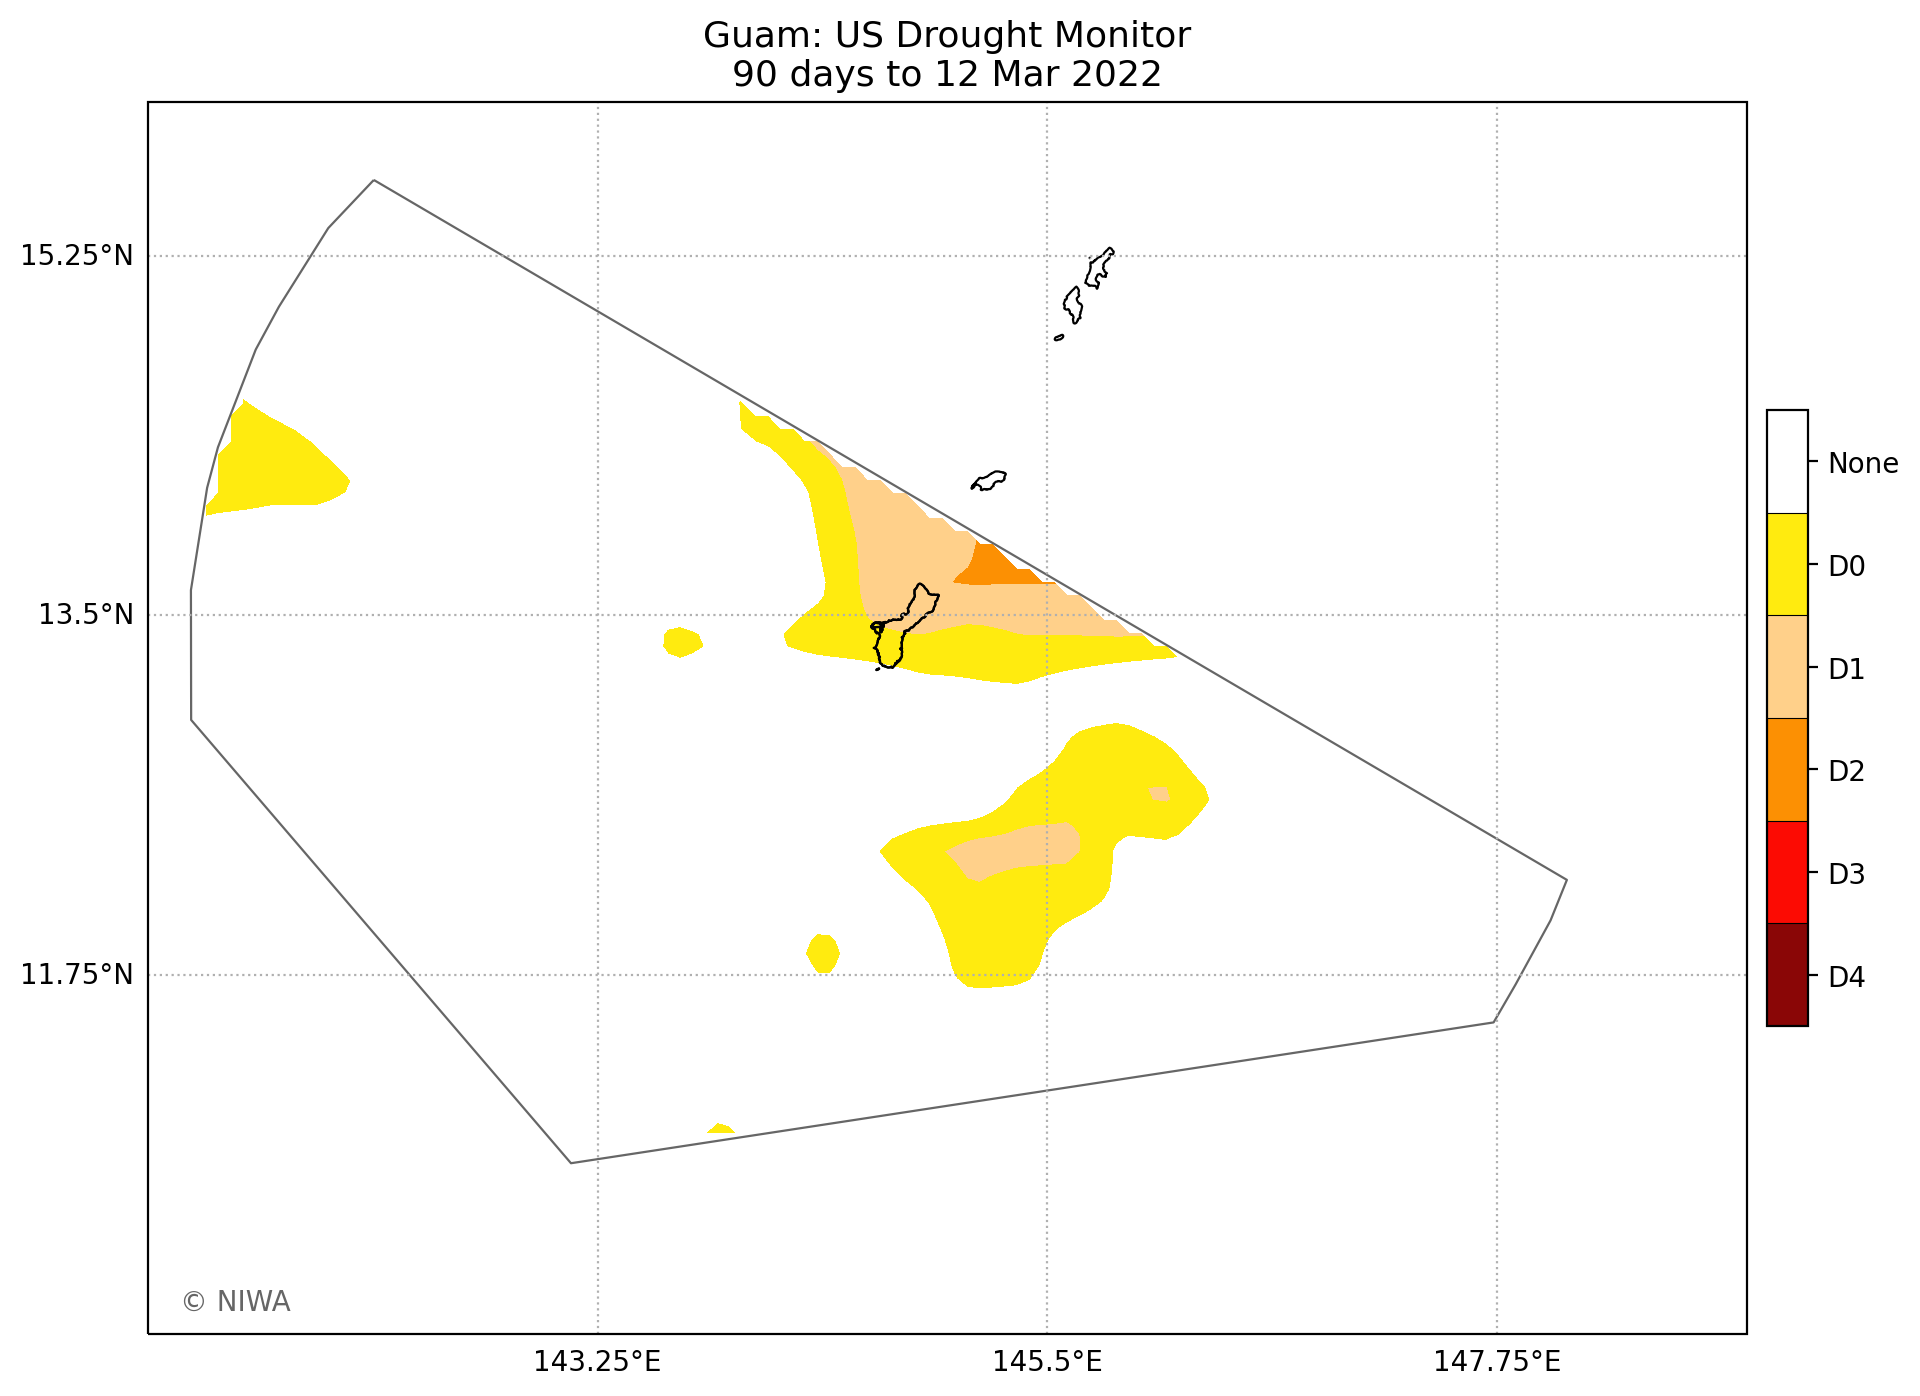 Guam: US Drought Monitor
90 days to 12 Mar 2022
15.25°N
13.5°N
11.75°N
143.25°E
145.5°E
147.75°E
None
D0
D1
D2
D3
D4
© NIWA